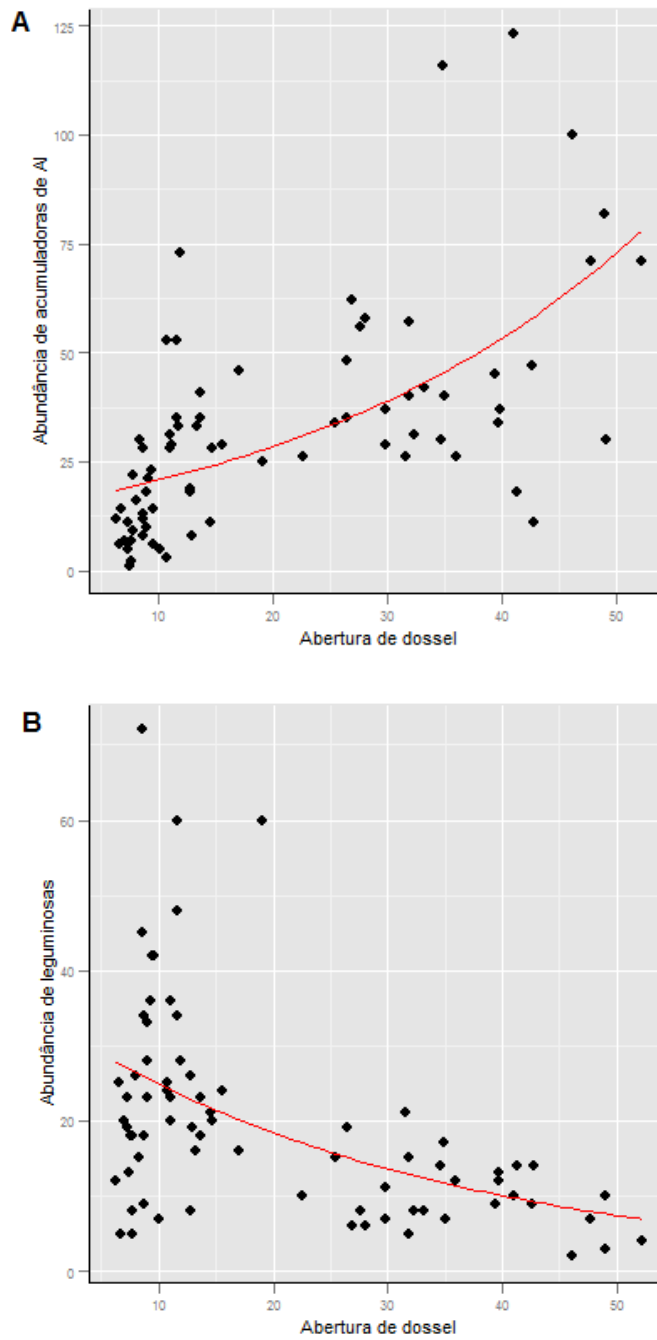 A
125
100
75
50
25
0
Abundância de acumuladoras de Al
10 20 30 40 50
Abertura de dossel
B
60
40
20
0
Abundância de leguminosas
10 20 30 40 50
Abertura de dossel